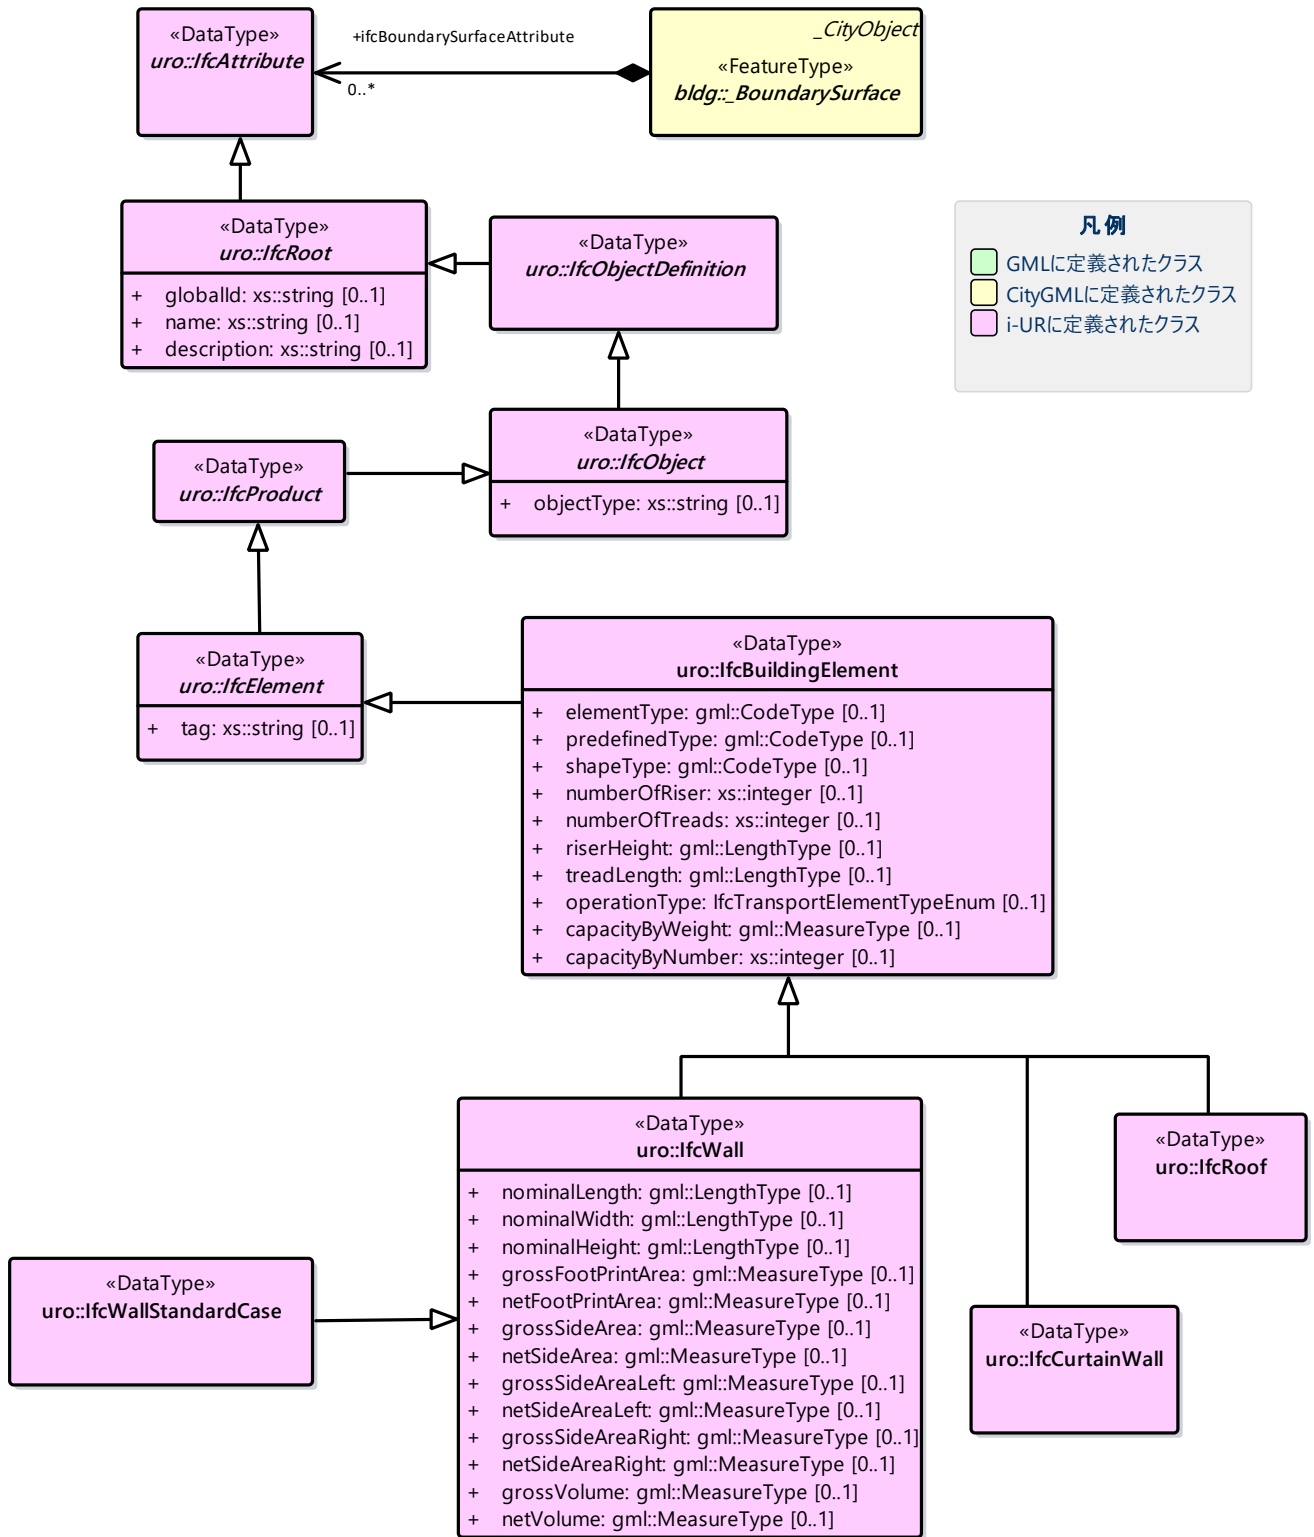 «DataType»
uro::IfcAttribute
+ifcBoundarySurfaceAttribute
0..*
_CityObject
«FeatureType»
bldg::_BoundarySurface
«DataType»
uro::IfcRoot
+ globalId: xs::string [0..1]
+ name: xs::string [0..1]
+ description: xs::string [0..1]
«DataType»
uro::IfcObjectDefinition
凡例
GMLに定義されたクラス
CityGMLに定義されたクラス
i-URに定義されたクラス
«DataType»
uro::IfcProduct
«DataType»
uro::IfcObject
+ objectType: xs::string [0..1]
«DataType»
uro::IfcElement
+ tag: xs::string [0..1]
«DataType»
uro::IfcBuildingElement
+ elementType: gml::CodeType [0..1]
+ predefinedType: gml::CodeType [0..1]
+ shapeType: gml::CodeType [0..1]
+ numberOfRiser: xs::integer [0..1]
+ numberOfTreads: xs::integer [0..1]
+ riserHeight: gml::LengthType [0..1]
+ treadLength: gml::LengthType [0..1]
+ operationType: IfcTransportElementTypeEnum [0..1]
+ capacityByWeight: gml::MeasureType [0..1]
+ capacityByNumber: xs::integer [0..1]
«DataType»
uro::IfcWall
+ nominalLength: gml::LengthType [0..1]
+ nominalWidth: gml::LengthType [0..1]
+ nominalHeight: gml::LengthType [0..1]
+ grossFootPrintArea: gml::MeasureType [0..1]
+ netFootPrintArea: gml::MeasureType [0..1]
+ grossSideArea: gml::MeasureType [0..1]
+ netSideArea: gml::MeasureType [0..1]
+ grossSideAreaLeft: gml::MeasureType [0..1]
+ netSideAreaLeft: gml::MeasureType [0..1]
+ grossSideAreaRight: gml::MeasureType [0..1]
+ netSideAreaRight: gml::MeasureType [0..1]
+ grossVolume: gml::MeasureType [0..1]
+ netVolume: gml::MeasureType [0..1]
«DataType»
uro::IfcRoof
«DataType»
uro::IfcWallStandardCase
«DataType»
uro::IfcCurtainWall